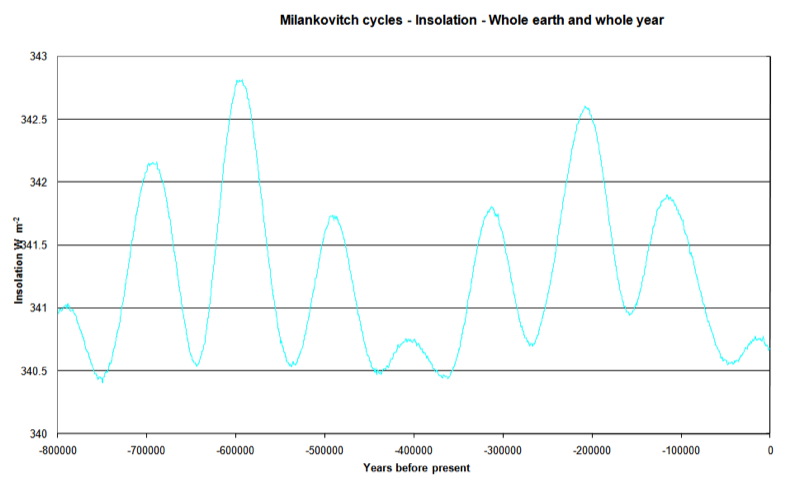 Milankovitch cycles - Insolation - Whole earth and whole year
343
342.5
342
341.5
341
340.5
340
Insolation W m-2
-800000 -700000 -600000 -500000 -400000 -300000 -200000 -100000 0
Years before present